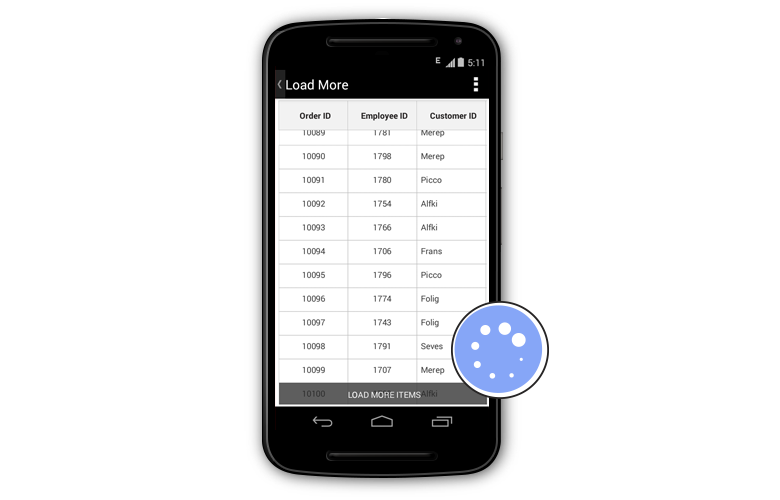 E 5:11
Load More
Order ID Employee ID Customer ID
10089 1781 Merep
10090 1798 Merep
10091 1780 Picco
10092 1754 Alfki
10093 1766 Alfki
10094 1706 Frans
10095 1796 Picco
10096 1774 Folig
10097 1743 Folig
10098 1791 Seves
10099 1707 Merep
10100 Alfki
LOAD MORE ITEMS